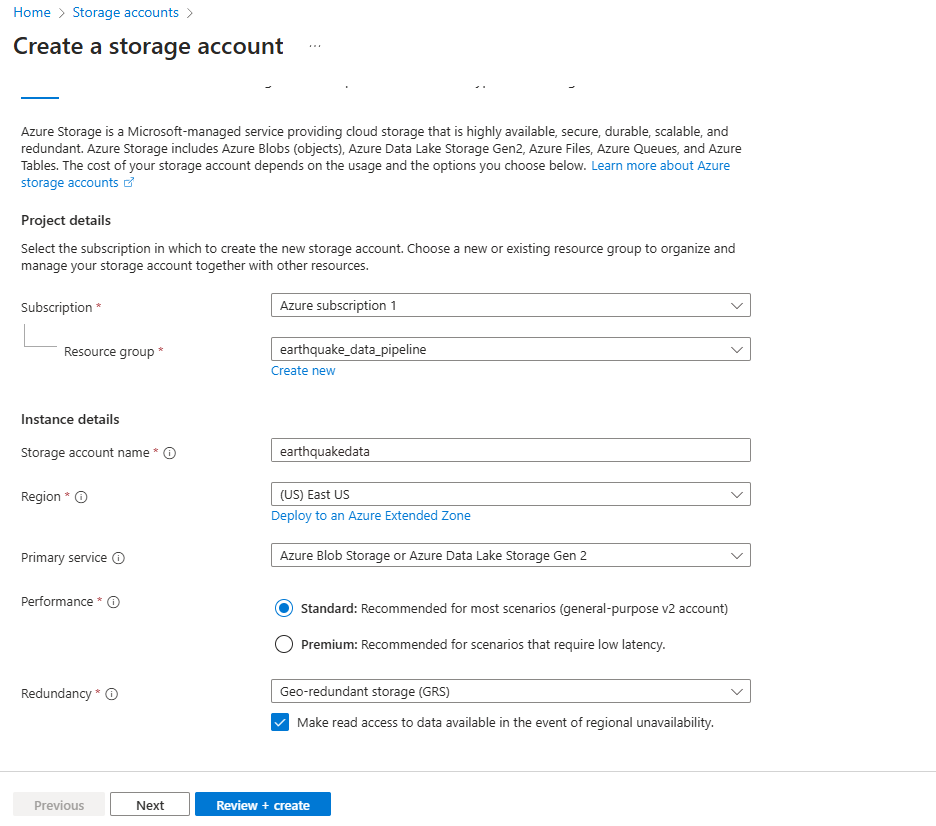 Home > Storage accounts >
Create a storage account ...
Azure Storage is a Microsoft-managed service providing cloud storage that is highly available, secure, durable, scalable, and
redundant. Azure Storage includes Azure Blobs (objects), Azure Data Lake Storage Gen2, Azure Files, Azure Queues, and Azure
Tables. The cost of your storage account depends on the usage and the options you choose below. Learn more about Azure
storage accounts
Project details
Select the subscription in which to create the new storage account. Choose a new or existing resource group to organize and
manage your storage account together with other resources.
Subscription * Azure subscription 1
Resource group * earthquake_data_pipeline
Create new
Instance details
Storage account name * earthquakedata
Region * (US) East US
Deploy to an Azure Extended Zone
Primary service Azure Blob Storage or Azure Data Lake Storage Gen 2
Performance * Standard: Recommended for most scenarios (general-purpose v2 account)
Premium: Recommended for scenarios that require low latency.
Redundancy * Geo-redundant storage (GRS)
Make read access to data available in the event of regional unavailability.
Previous Next Review + create